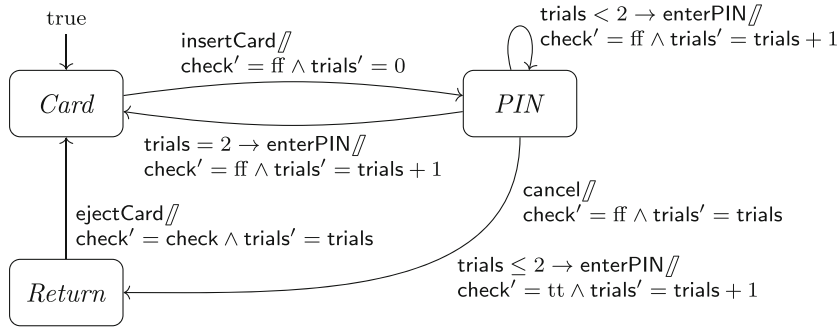 true
insertCard⫽
check′ = ff ∧ trials′ = 0
trials < 2 → enterPIN⫽
check′ = ff ∧ trials′ = trials + 1
Card
PIN
trials = 2 → enterPIN⫽
check′ = ff ∧ trials′ = trials + 1
cancel⫽
check′ = ff ∧ trials′ = trials
ejectCard⫽
check′ = check ∧ trials′ = trials
trials ≤ 2 → enterPIN⫽
check′ = tt ∧ trials′ = trials + 1
Return